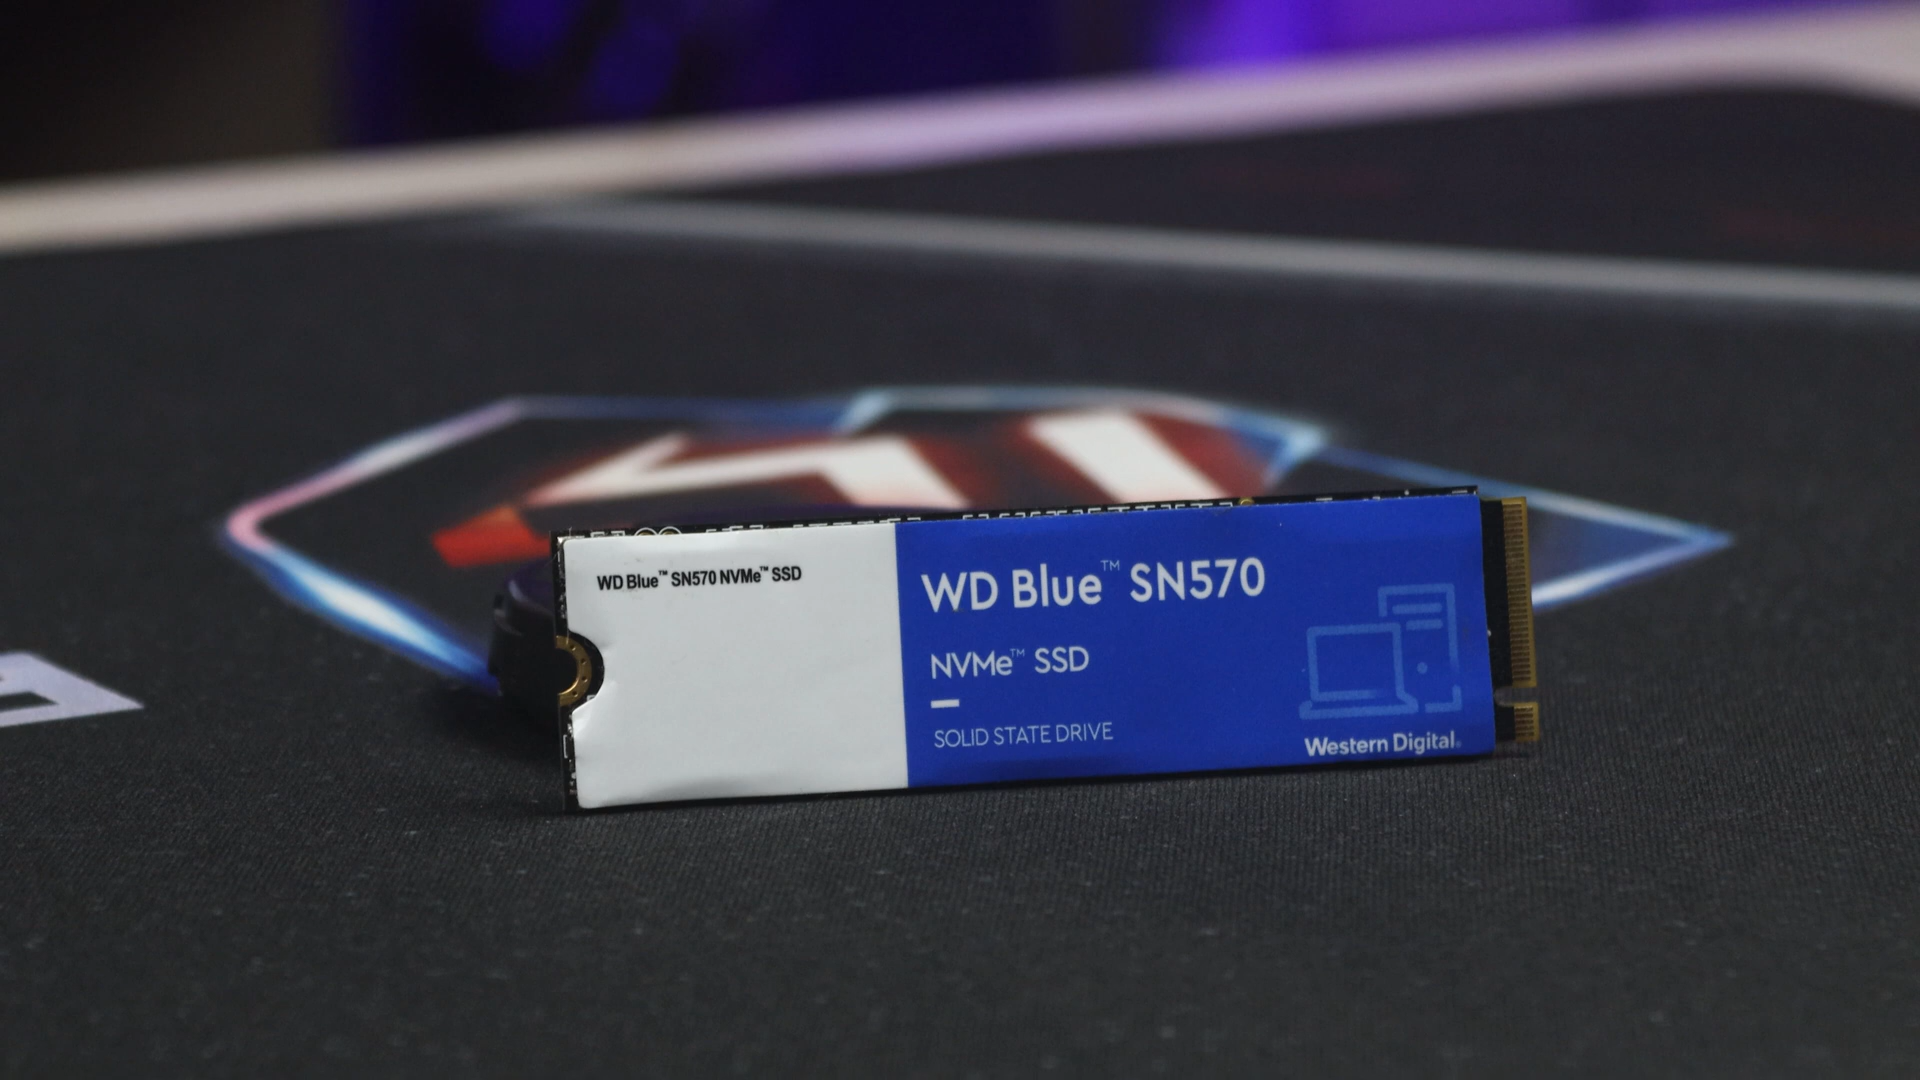 WD Blue™ SN570 NVMe™ SSD
WD Blue™ SN570
NVMe™ SSD
SOLID STATE DRIVE
Western Digital®